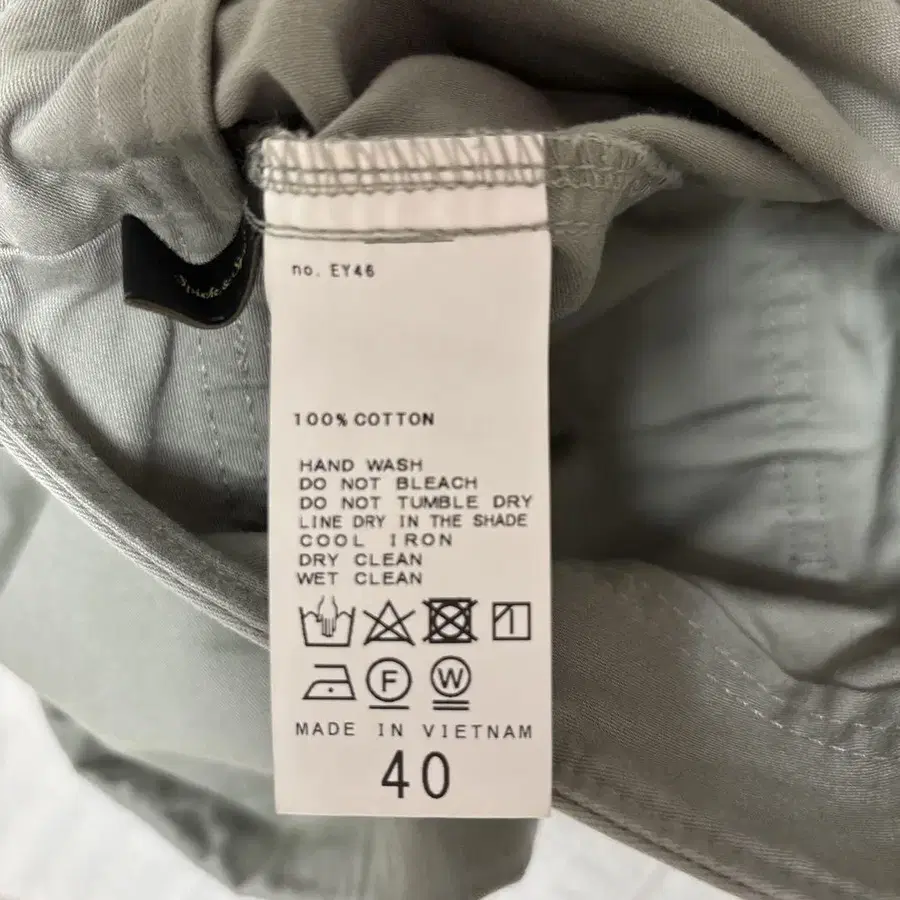 no. EY46
100% COTTON
HAND WASH
DO NOT BLEACH
DO NOT TUMBLE DRY
LINE DRY IN THE SHADE
COOL IRON
DRY CLEAN
WET CLEAN
F W
MADE IN VIETNAM
40